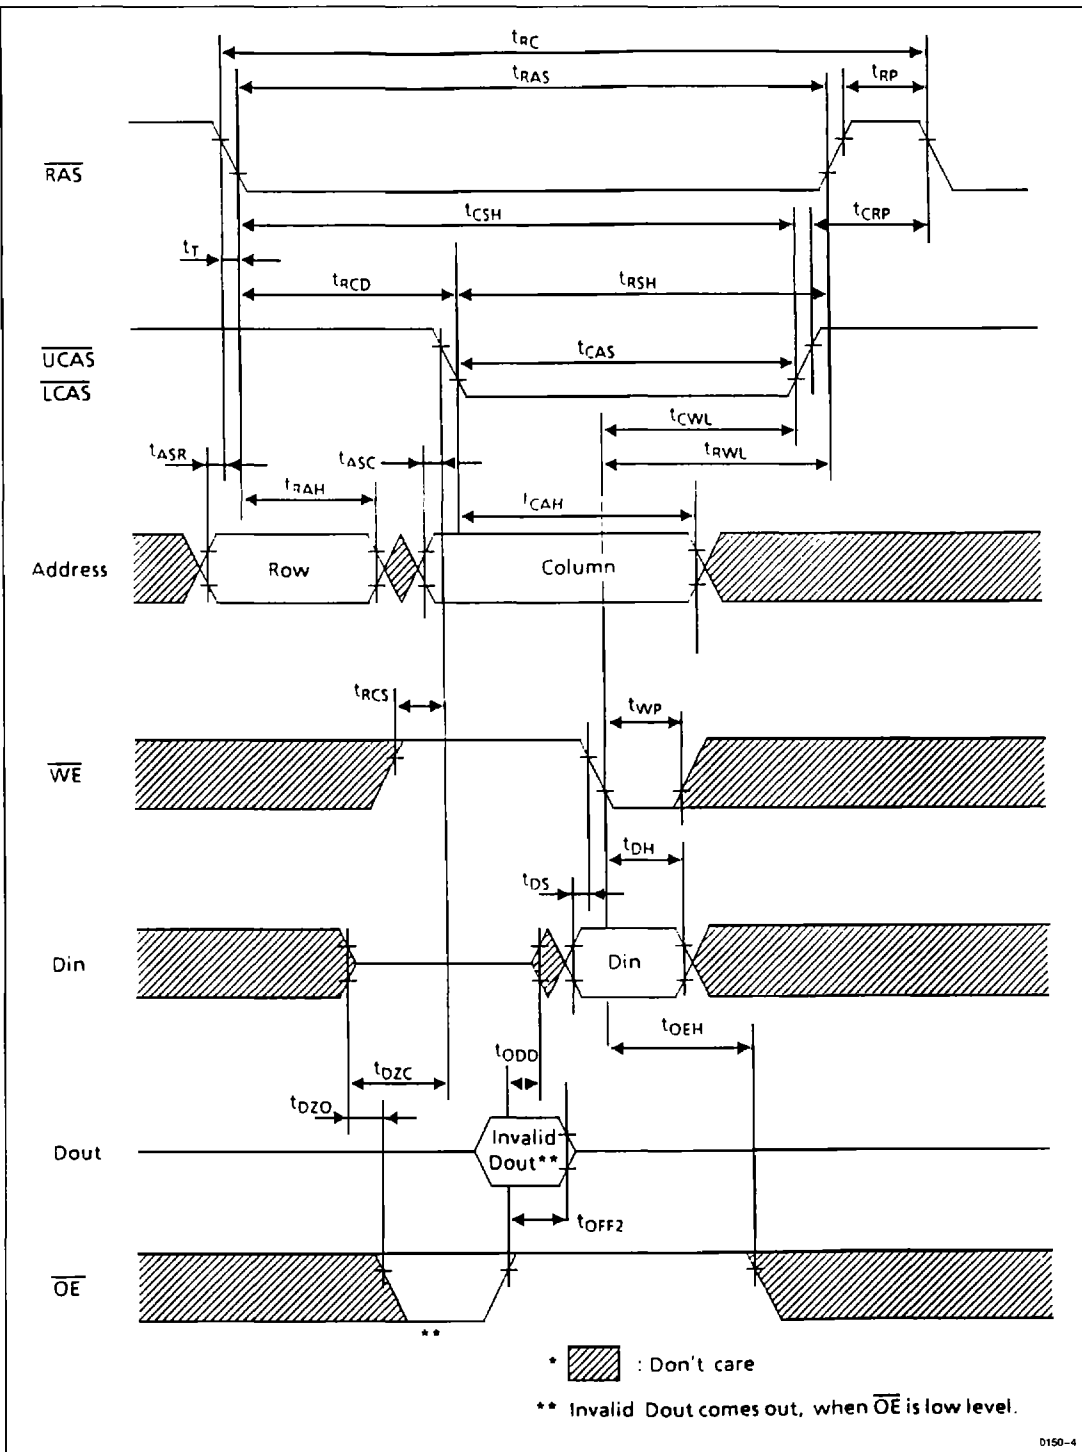 tRC
tRAS
tRP
RAS
tCSH
tCRP
tT
tRCD
tRSH
UCAS
tCAS
LCAS
tCWL
tASR
tASC
tRWL
tRAH
tCAH
Address
Row
Column
tRCS
tWP
WE
tDH
tDS
Din
Din
tOEH
tODD
tDZC
tDZO
Dout
Invalid
Dout**
tOFF2
OE
**
* : Don't care
** Invalid Dout comes out, when OE is low level.
0150-4